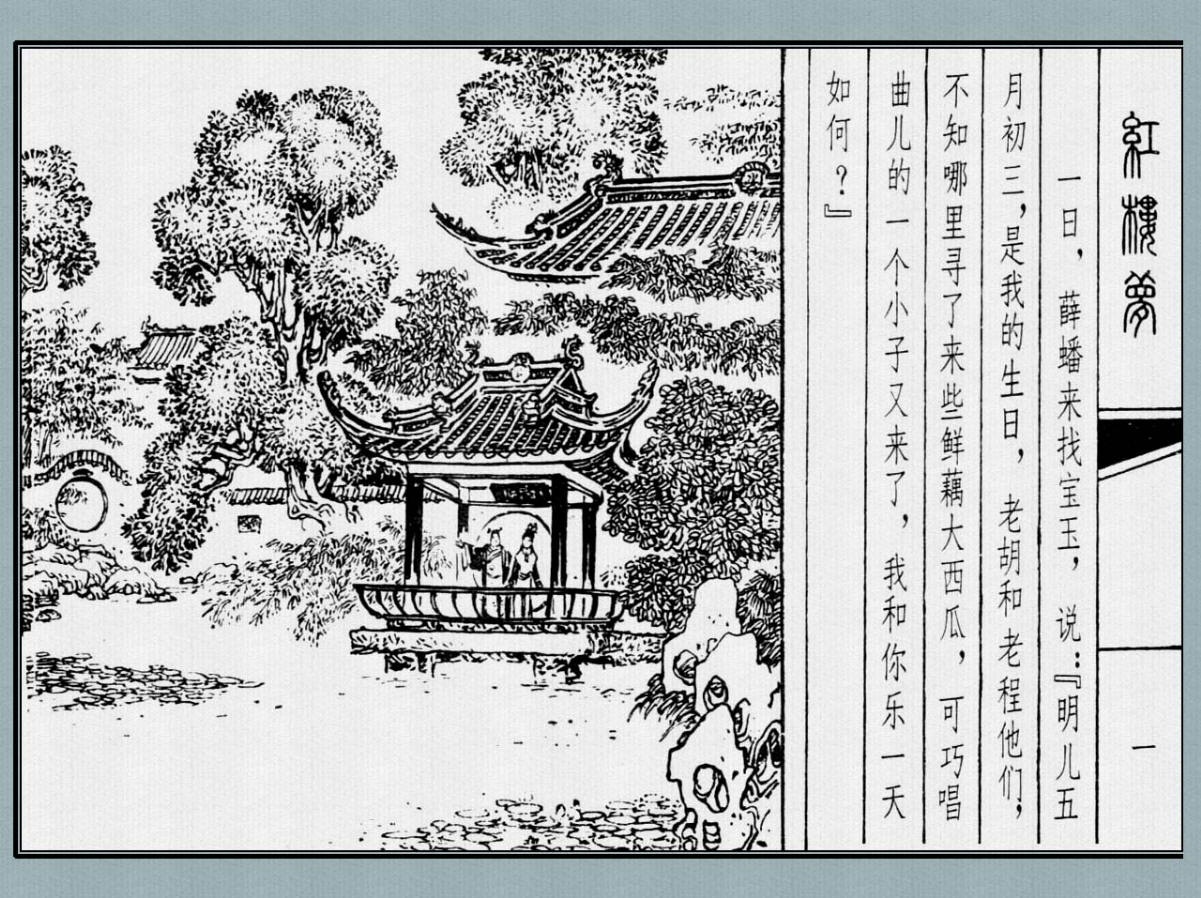 紅樓夢
一
一日，薛蟠来找宝玉，说：『明儿五
月初三，是我的生日，老胡和老程他们，
不知哪里寻了来些鲜藕大西瓜，可巧唱
曲儿的一个小子又来了，我和你乐一天
如何？』